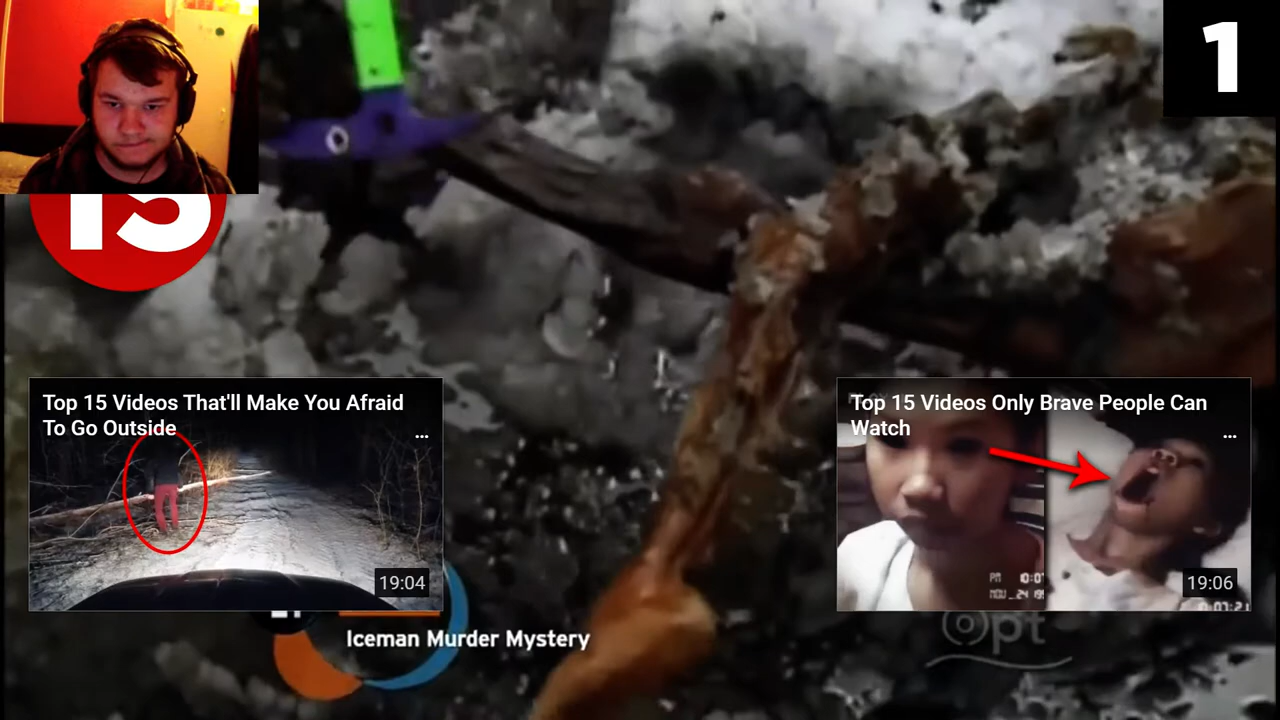 1
15
Top 15 Videos That'll Make You Afraid
To Go Outside
19:04
Top 15 Videos Only Brave People Can
Watch
19:06
Iceman Murder Mystery
opt